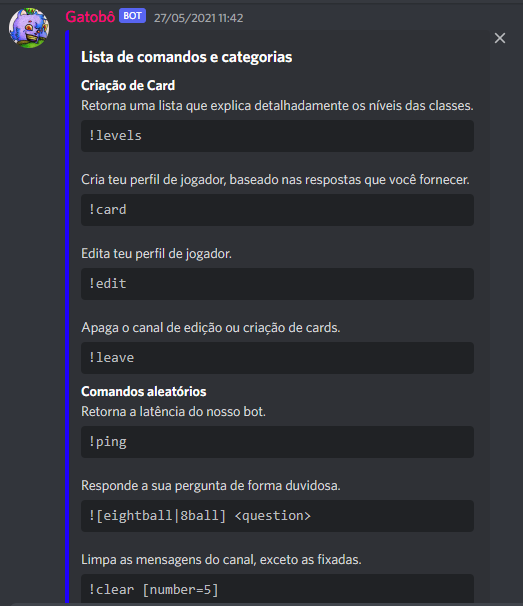 Gatobô BOT 27/05/2021 11:42
Lista de comandos e categorias
Criação de Card
Retorna uma lista que explica detalhadamente os níveis das classes.
!levels
Cria teu perfil de jogador, baseado nas respostas que você fornecer.
!card
Edita teu perfil de jogador.
!edit
Apaga o canal de edição ou criação de cards.
!leave
Comandos aleatórios
Retorna a latência do nosso bot.
!ping
Responde a sua pergunta de forma duvidosa.
![eightball|8ball] <question>
Limpa as mensagens do canal, exceto as fixadas.
!clear [number=5]